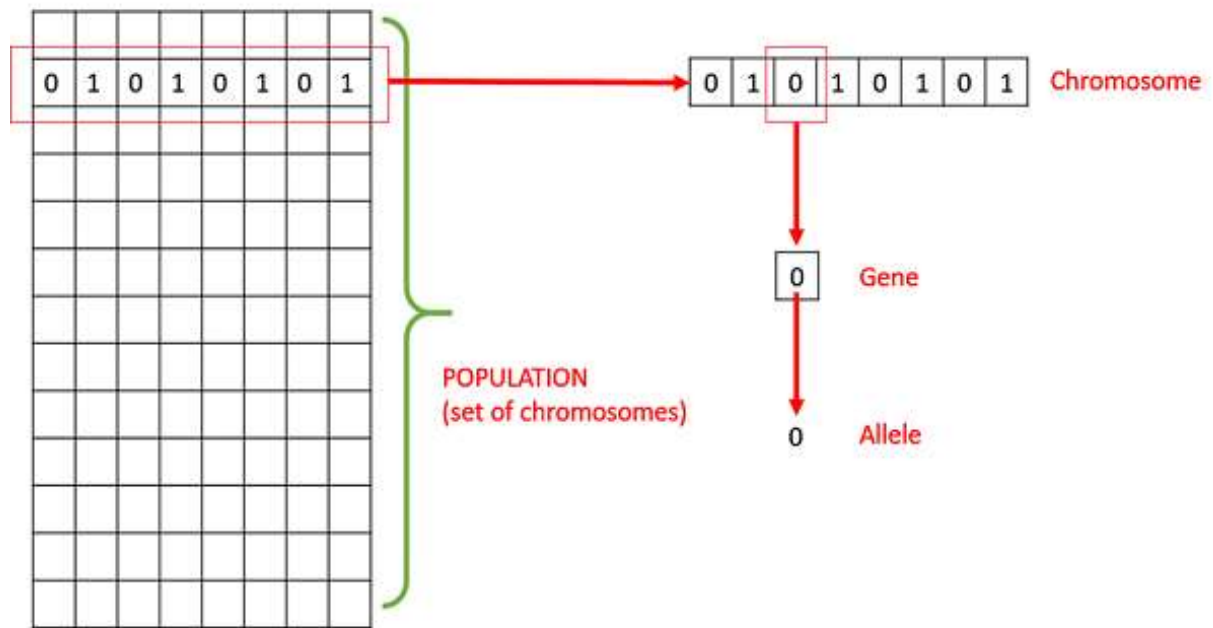 0 1 0 1 0 1 0 1
0 1 0 1 0 1 0 1 Chromosome
0 Gene
POPULATION
(set of chromosomes)
0 Allele